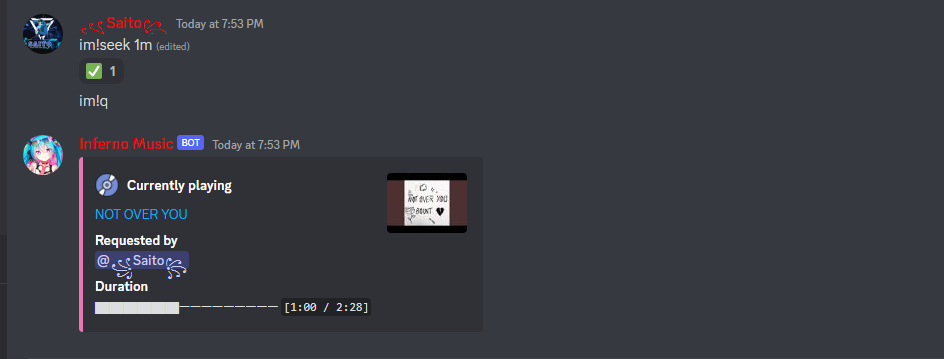 ꧁Saito꧂ Today at 7:53 PM
im!seek 1m (edited)
✅ 1
im!q
Inferno Music BOT Today at 7:53 PM
Currently playing
NOT OVER YOU
NOT OVER YOU
BOUNT
Requested by
@꧁Saito꧂
Duration
[1:00 / 2:28]
SAITO